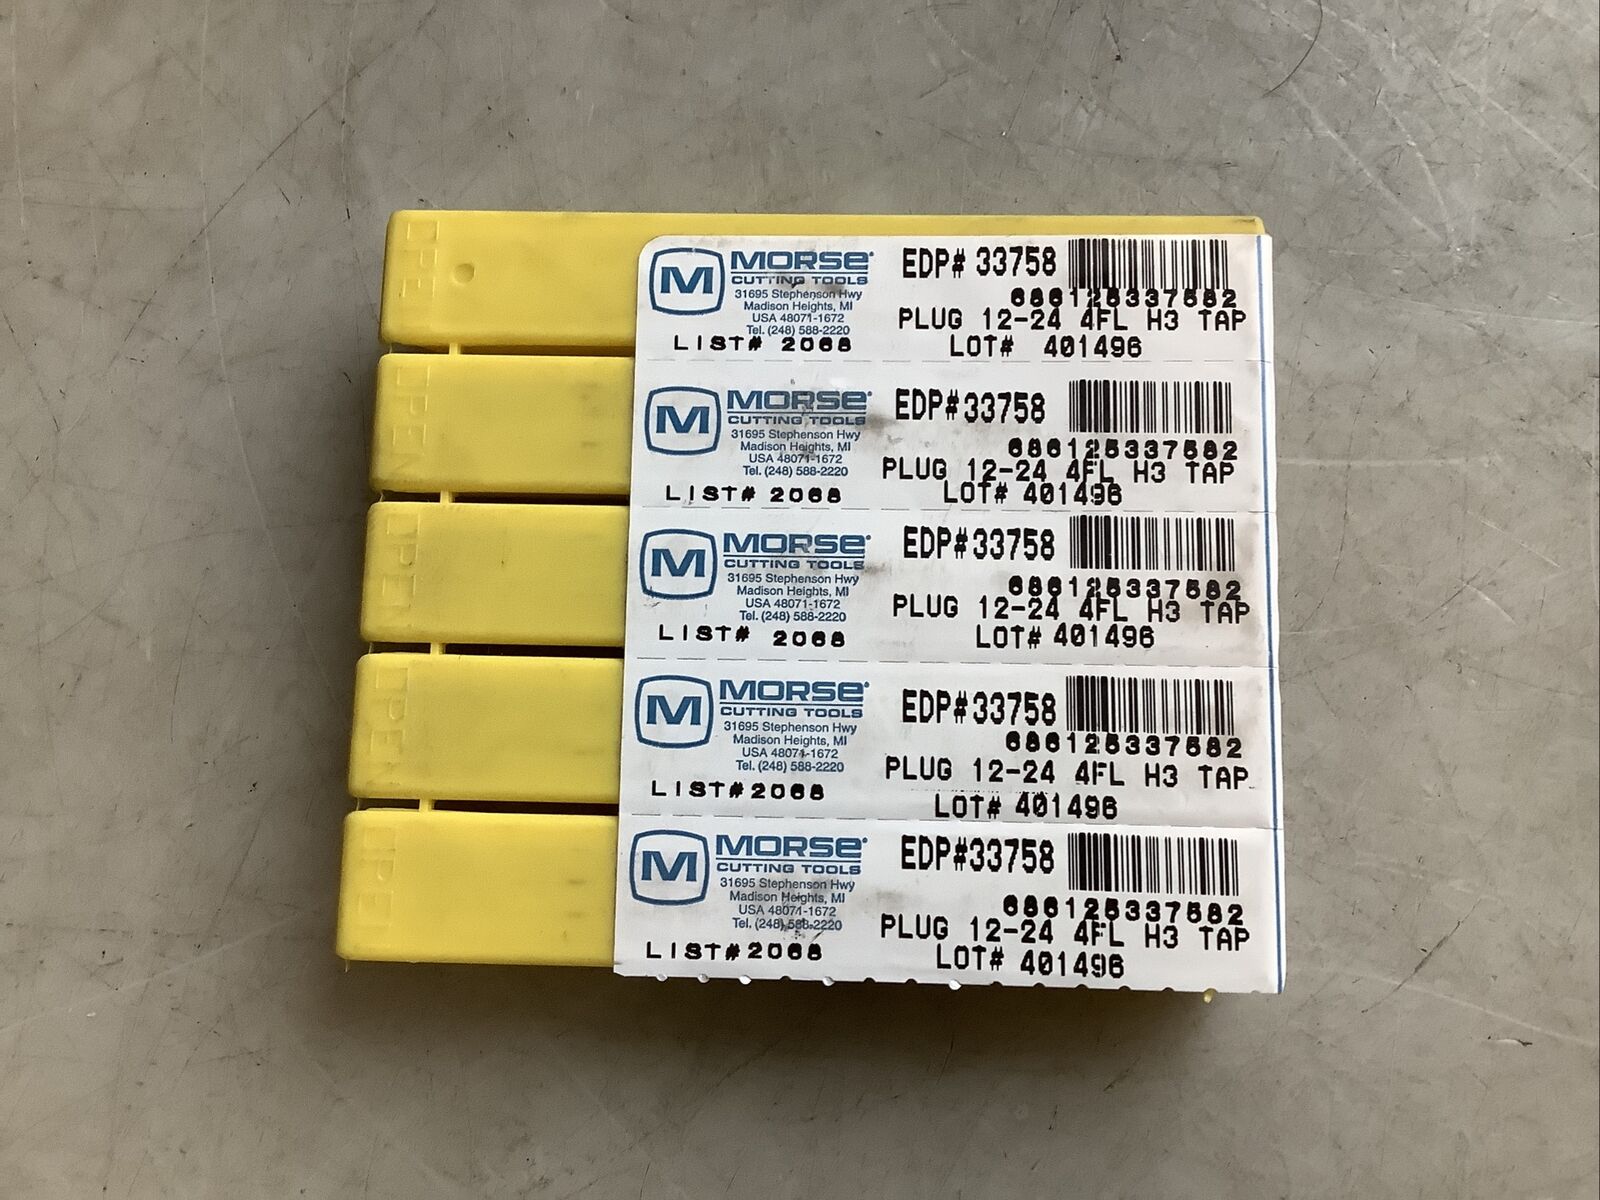 OPEN
M MORSE
CUTTING TOOLS
31695 Stephenson Hwy
Madison Heights, MI
USA 48071-1672
Tel. (248) 588-2220
LIST# 2068
EDP# 33758
686125337582
PLUG 12-24 4FL H3 TAP
LOT# 401496
OPEN
M MORSE
CUTTING TOOLS
31695 Stephenson Hwy
Madison Heights, MI
USA 48071-1672
Tel. (248) 588-2220
LIST# 2068
EDP# 33758
686125337582
PLUG 12-24 4FL H3 TAP
LOT# 401496
OPEN
M MORSE
CUTTING TOOLS
31695 Stephenson Hwy
Madison Heights, MI
USA 48071-1672
Tel. (248) 588-2220
LIST# 2068
EDP# 33758
686125337582
PLUG 12-24 4FL H3 TAP
LOT# 401496
OPEN
M MORSE
CUTTING TOOLS
31695 Stephenson Hwy
Madison Heights, MI
USA 48071-1672
Tel. (248) 588-2220
LIST# 2068
EDP# 33758
686125337582
PLUG 12-24 4FL H3 TAP
LOT# 401496
OPEN
M MORSE
CUTTING TOOLS
31695 Stephenson Hwy
Madison Heights, MI
USA 48071-1672
Tel. (248) 588-2220
LIST# 2068
EDP# 33758
686125337582
PLUG 12-24 4FL H3 TAP
LOT# 401496